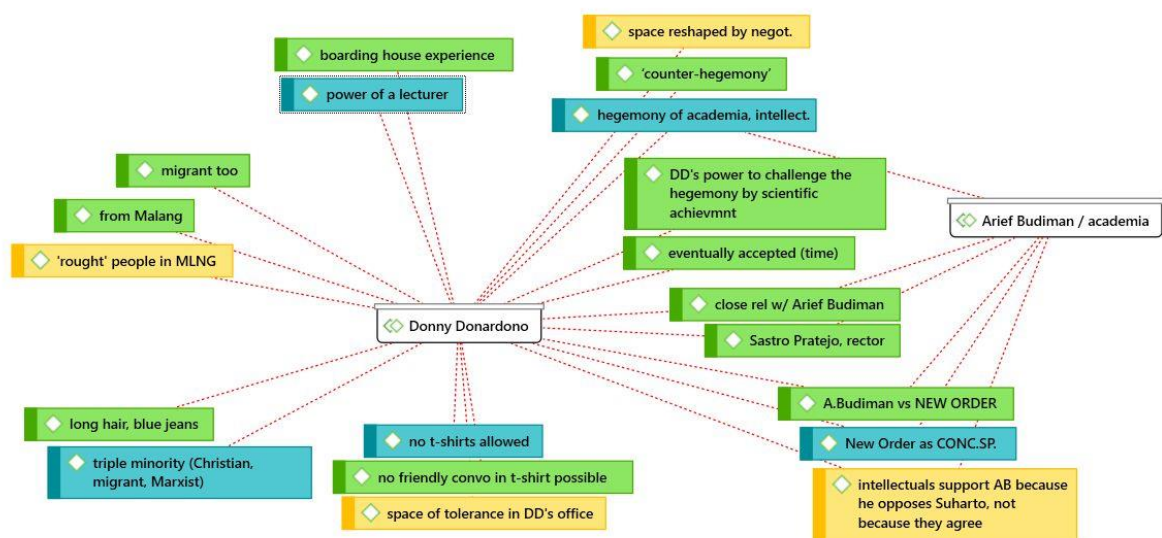 space reshaped by negot.
boarding house experience
'counter-hegemony'
power of a lecturer
hegemony of academia, intellect.
migrant too
DD's power to challenge the
hegemony by scientific
achievmnt
from Malang
Arief Budiman / academia
'rought' people in MLNG
eventually accepted (time)
close rel w/ Arief Budiman
Donny Donardono
Sastro Pratejo, rector
A.Budiman vs NEW ORDER
long hair, blue jeans
no t-shirts allowed
New Order as CONC.SP.
triple minority (Christian,
migrant, Marxist)
no friendly convo in t-shirt possible
intellectuals support AB because
he opposes Suharto, not
because they agree
space of tolerance in DD's office